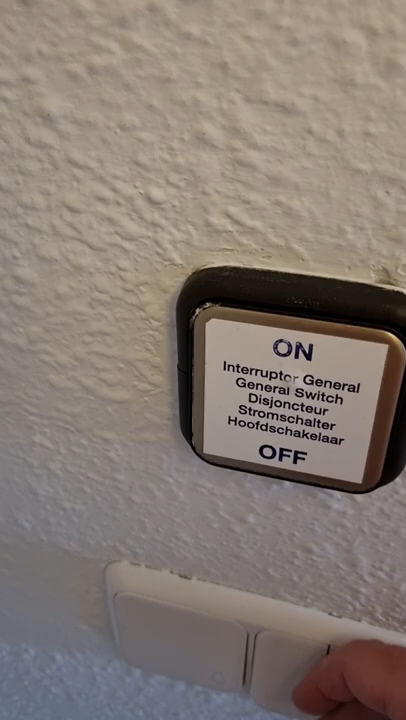 ON
Interruptor General
General Switch
Disjoncteur
Stromschalter
Hoofdschakelaar
OFF